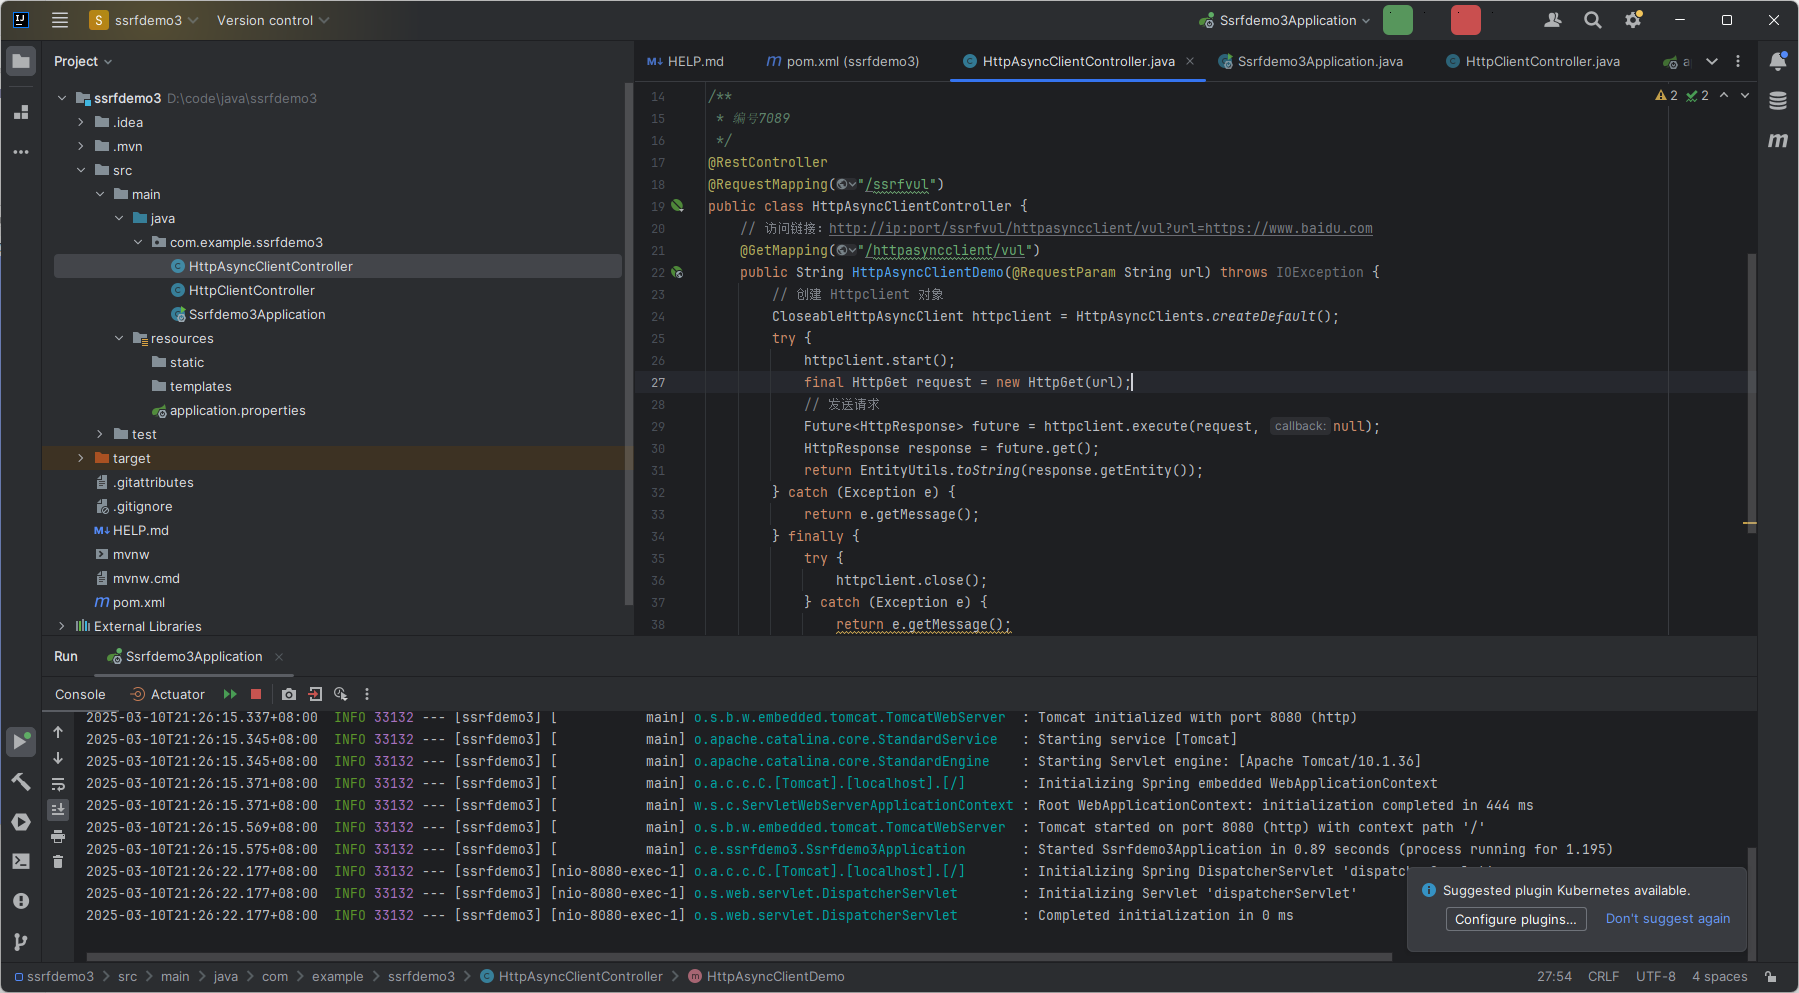 S ssrfdemo3 Version control Ssrfdemo3Application
Project
HELP.md pom.xml (ssrfdemo3) HttpAsyncClientController.java Ssrfdemo3Application.java HttpClientController.java
ssrfdemo3 D:\code\java\ssrfdemo3
.idea
.mvn
src
main
java
com.example.ssrfdemo3
HttpAsyncClientController
HttpClientController
Ssrfdemo3Application
resources
static
templates
application.properties
test
target
.gitattributes
.gitignore
M↓ HELP.md
mvnw
mvnw.cmd
m pom.xml
External Libraries
2 2
14 /**
15 * 编号7089
16 */
17 @RestController
18 @RequestMapping("/ssrfvul")
19 public class HttpAsyncClientController {
20 // 访问链接：http://ip:port/ssrfvul/httpasyncclient/vul?url=https://www.baidu.com
21 @GetMapping("/httpasyncclient/vul")
22 public String HttpAsyncClientDemo(@RequestParam String url) throws IOException {
23 // 创建 Httpclient 对象
24 CloseableHttpAsyncClient httpclient = HttpAsyncClients.createDefault();
25 try {
26 httpclient.start();
27 final HttpGet request = new HttpGet(url);
28 // 发送请求
29 Future<HttpResponse> future = httpclient.execute(request, callback: null);
30 HttpResponse response = future.get();
31 return EntityUtils.toString(response.getEntity());
32 } catch (Exception e) {
33 return e.getMessage();
34 } finally {
35 try {
36 httpclient.close();
37 } catch (Exception e) {
38 return e.getMessage();
Run Ssrfdemo3Application
Console Actuator
2025-03-10T21:26:15.337+08:00 INFO 33132 --- [ssrfdemo3] [ main] o.s.b.w.embedded.tomcat.TomcatWebServer : Tomcat initialized with port 8080 (http)
2025-03-10T21:26:15.345+08:00 INFO 33132 --- [ssrfdemo3] [ main] o.apache.catalina.core.StandardService : Starting service [Tomcat]
2025-03-10T21:26:15.345+08:00 INFO 33132 --- [ssrfdemo3] [ main] o.apache.catalina.core.StandardEngine : Starting Servlet engine: [Apache Tomcat/10.1.36]
2025-03-10T21:26:15.371+08:00 INFO 33132 --- [ssrfdemo3] [ main] o.a.c.c.C.[Tomcat].[localhost].[/] : Initializing Spring embedded WebApplicationContext
2025-03-10T21:26:15.371+08:00 INFO 33132 --- [ssrfdemo3] [ main] w.s.c.ServletWebServerApplicationContext : Root WebApplicationContext: initialization completed in 444 ms
2025-03-10T21:26:15.569+08:00 INFO 33132 --- [ssrfdemo3] [ main] o.s.b.w.embedded.tomcat.TomcatWebServer : Tomcat started on port 8080 (http) with context path '/'
2025-03-10T21:26:15.575+08:00 INFO 33132 --- [ssrfdemo3] [ main] c.e.ssrfdemo3.Ssrfdemo3Application : Started Ssrfdemo3Application in 0.89 seconds (process running for 1.195)
2025-03-10T21:26:22.177+08:00 INFO 33132 --- [ssrfdemo3] [nio-8080-exec-1] o.a.c.c.C.[Tomcat].[localhost].[/] : Initializing Spring DispatcherServlet
2025-03-10T21:26:22.177+08:00 INFO 33132 --- [ssrfdemo3] [nio-8080-exec-1] o.s.web.servlet.DispatcherServlet : Initializing Servlet 'dispatcherServlet'
2025-03-10T21:26:22.177+08:00 INFO 33132 --- [ssrfdemo3] [nio-8080-exec-1] o.s.web.servlet.DispatcherServlet : Completed initialization in 0 ms
Suggested plugin Kubernetes available.
Configure plugins... Don't suggest again
ssrfdemo3 > src > main > java > com > example > ssrfdemo3 > HttpAsyncClientController > HttpAsyncClientDemo 27:54 CRLF UTF-8 4 spaces